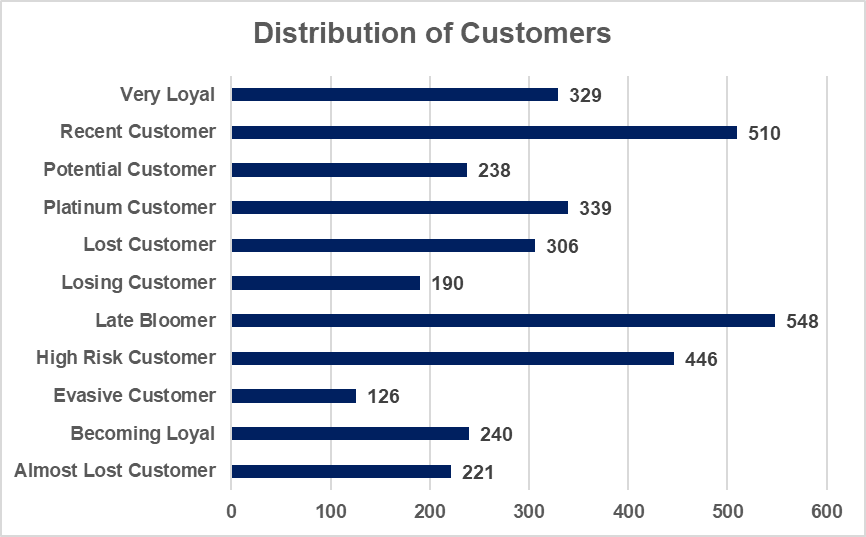 Distribution of Customers
Very Loyal 329
Recent Customer 510
Potential Customer 238
Platinum Customer 339
Lost Customer 306
Losing Customer 190
Late Bloomer 548
High Risk Customer 446
Evasive Customer 126
Becoming Loyal 240
Almost Lost Customer 221
0 100 200 300 400 500 600